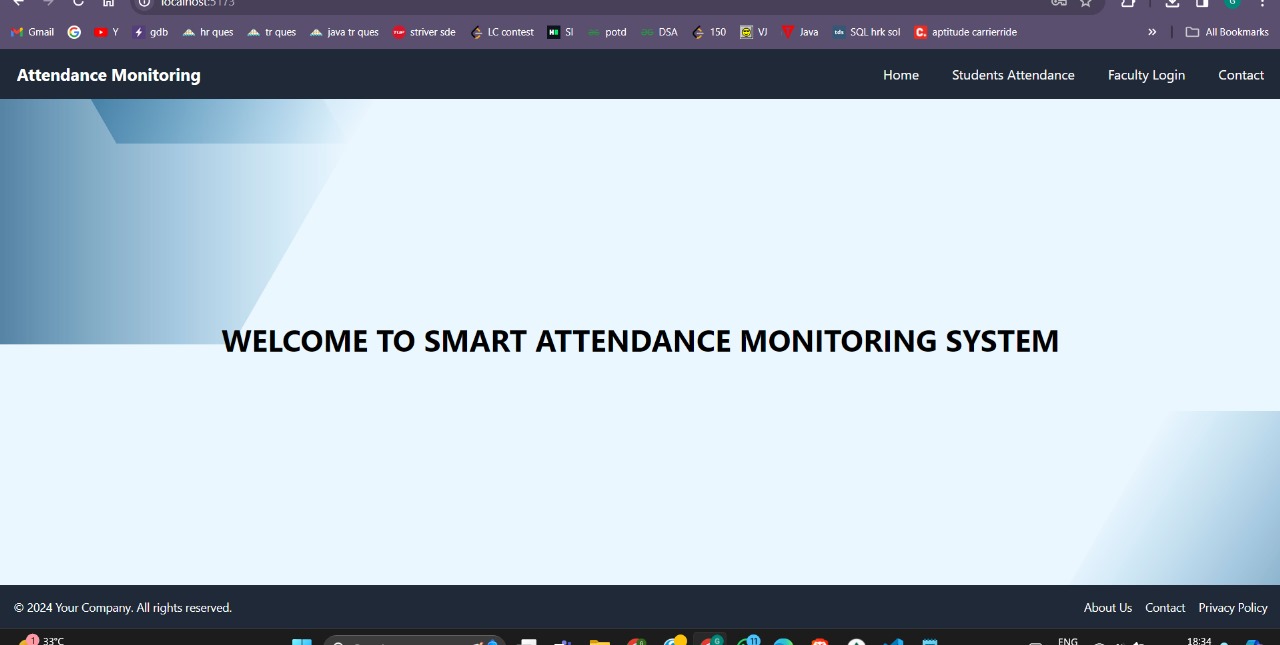 localhost:5173
Gmail Y gdb hr ques tr ques java tr ques striver sde LC contest SI potd DSA 150 VJ Java SQL hrk sol aptitude carrierride » All Bookmarks
Attendance Monitoring Home Students Attendance Faculty Login Contact
WELCOME TO SMART ATTENDANCE MONITORING SYSTEM
© 2024 Your Company. All rights reserved. About Us Contact Privacy Policy
1 33°C G 11 ENG 18:34